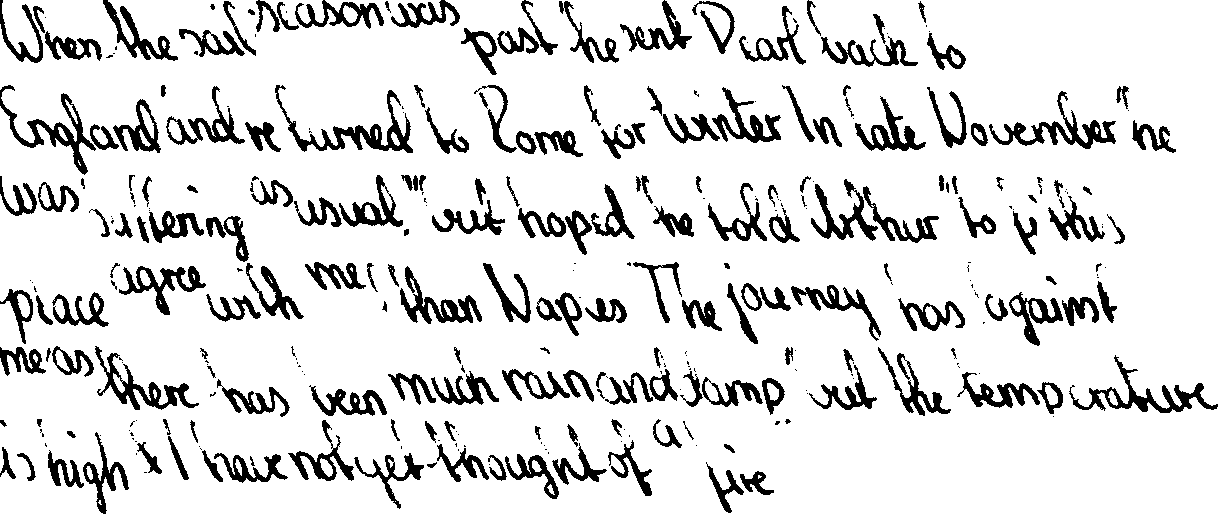 When the sail season was past he sent Pearl back to
England and returned to Rome for Winter In late November "he
was suffering as usual," "but hoped" he told Arthur "to fi this
place agree with me than Naples The journey has against
me as there has been much rain and damp" but the temperature
is high & I have not yet thought of a fire